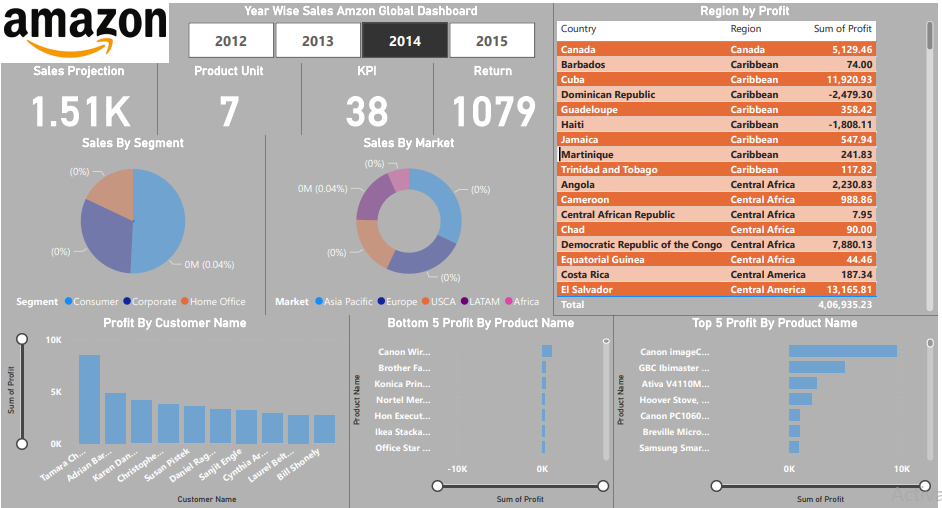 amazon
Year Wise Sales Amzon Global Dashboard
2012
2013
2014
2015
Sales Projection
1.51K
Product Unit
7
KPI
38
Return
1079
Region by Profit
Country Region Sum of Profit
Canada Canada 5,129.46
Barbados Caribbean 74.00
Cuba Caribbean 11,920.93
Dominican Republic Caribbean -2,479.30
Guadeloupe Caribbean 358.42
Haiti Caribbean -1,808.11
Jamaica Caribbean 547.94
Martinique Caribbean 241.83
Trinidad and Tobago Caribbean 117.82
Angola Central Africa 2,230.83
Cameroon Central Africa 988.86
Central African Republic Central Africa 7.95
Chad Central Africa 90.00
Democratic Republic of the Congo Central Africa 7,880.13
Equatorial Guinea Central Africa 44.46
Costa Rica Central America 187.34
El Salvador Central America 13,165.81
Total 4,06,935.23
Sales By Segment
(0%)
(0%)
0M (0.04%)
Segment Consumer Corporate Home Office
Sales By Market
(0%)
0M (0.04%)
(0%)
(0%)
(0%)
Market Asia Pacific Europe USCA LATAM Africa
Profit By Customer Name
Sum of Profit
10K
5K
0K
Tamara Ch...
Adrian Bar...
Karen Dan...
Christophe...
Susan Pistek
Daniel Rag...
Sanjit Engle
Cynthia Ar...
Laurel Belt...
Bill Shonely
Customer Name
Bottom 5 Profit By Product Name
Product Name
Canon Wir...
Brother Fa...
Konica Prin...
Nortel Mer...
Hon Execut...
Ikea Stacka...
Office Star ...
-10K 0K
Sum of Profit
Top 5 Profit By Product Name
Product Name
Canon imageC...
GBC Ibimaster ...
Ativa V4110M...
Hoover Stove, ...
Canon PC1060...
Breville Micro...
Samsung Smar...
0K 10K
Sum of Profit
Activa